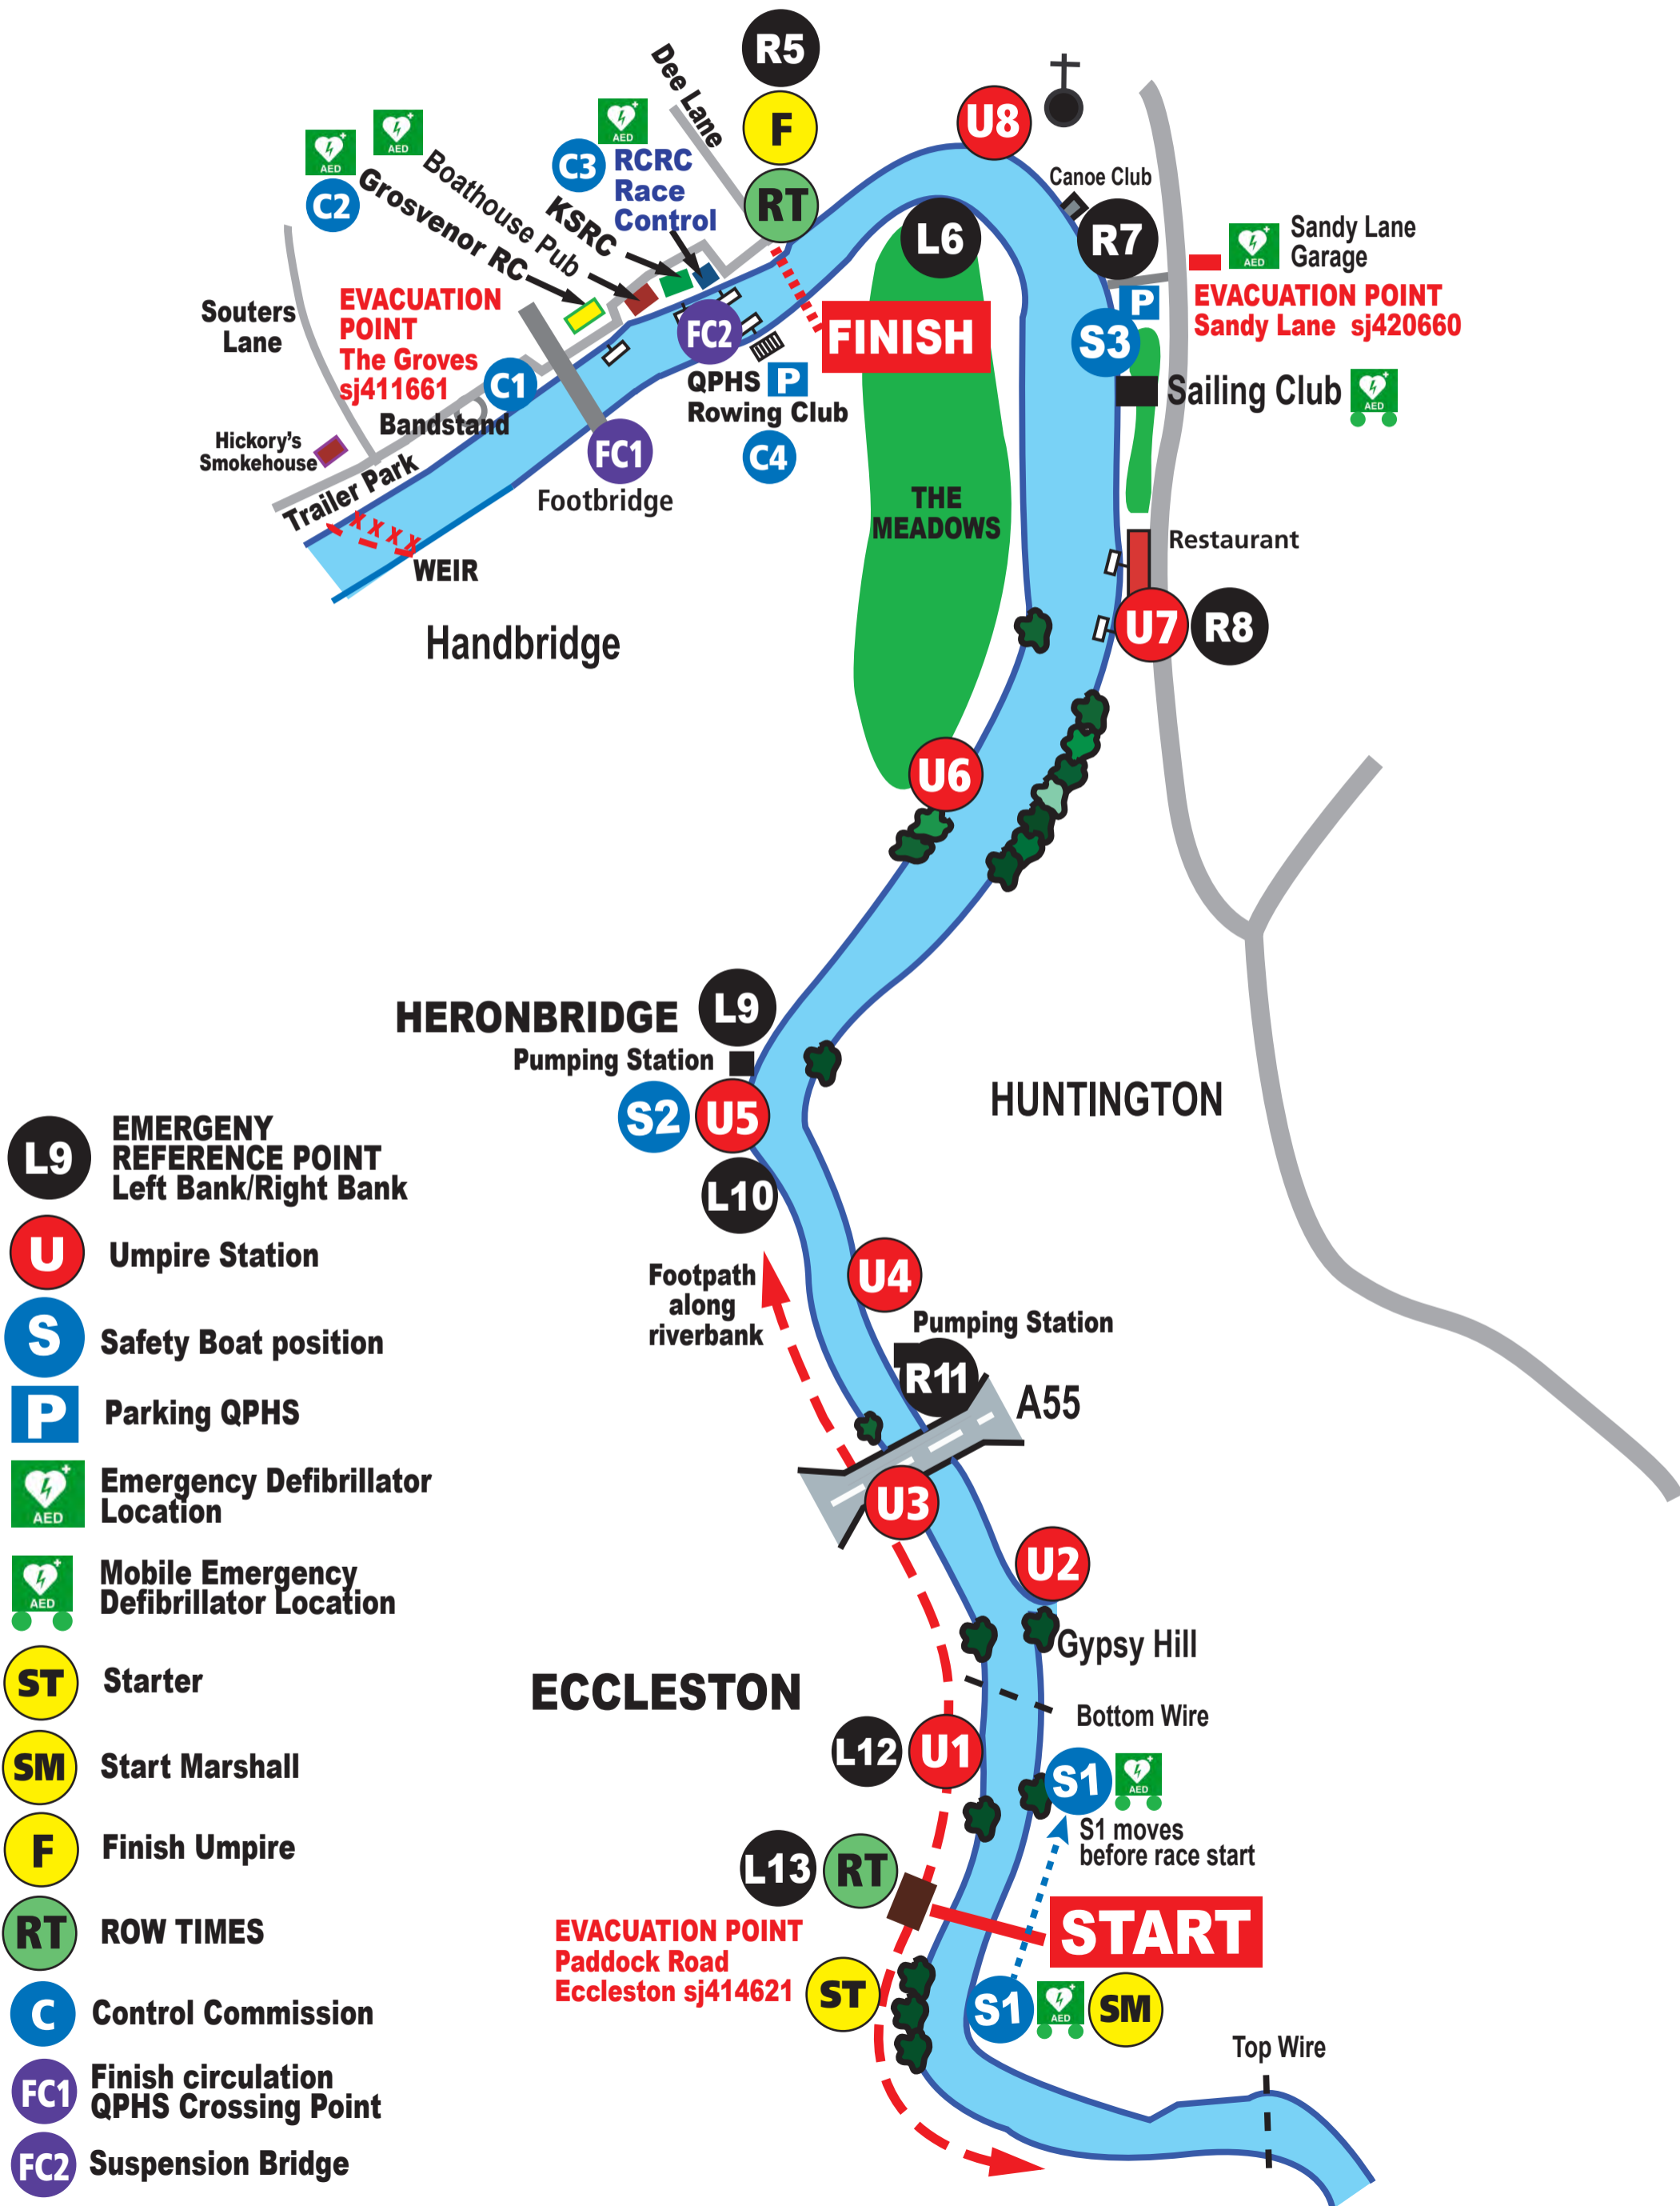 R5
F
RT
Dee Lane
U8
AED
AED
AED
C3
RCRC
Race
Control
C2
Grosvenor RC
Boathouse Pub
KSRC
Canoe Club
L6
R7
AED
Sandy Lane
Garage
EVACUATION POINT
Sandy Lane sj420660
P
S3
Sailing Club
AED
Souters
Lane
EVACUATION
POINT
The Groves
sj411661
C1
Bandstand
FC2
FINISH
QPHS P
Rowing Club
C4
Hickory's
Smokehouse
Trailer Park
FC1
Footbridge
X X X X
WEIR
THE
MEADOWS
Restaurant
U7
R8
Handbridge
U6
HERONBRIDGE
L9
Pumping Station
S2
U5
L10
HUNTINGTON
Footpath
along
riverbank
U4
Pumping Station
R11
A55
U3
U2
Gypsy Hill
ECCLESTON
Bottom Wire
L12
U1
S1
AED
S1 moves
before race start
L13
RT
EVACUATION POINT
Paddock Road
Eccleston sj414621
START
ST
S1
AED
SM
Top Wire
L9
EMERGENY
REFERENCE POINT
Left Bank/Right Bank
U
Umpire Station
S
Safety Boat position
P
Parking QPHS
AED
Emergency Defibrillator
Location
AED
Mobile Emergency
Defibrillator Location
ST
Starter
SM
Start Marshall
F
Finish Umpire
RT
ROW TIMES
C
Control Commission
FC1
Finish circulation
QPHS Crossing Point
FC2
Suspension Bridge